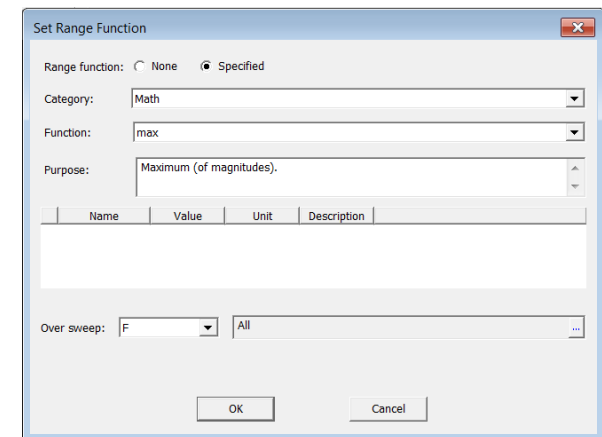 Set Range Function
Range function: None Specified
Category: Math
Function: max
Purpose: Maximum (of magnitudes).
Name Value Unit Description
Over sweep: F All ...
OK Cancel